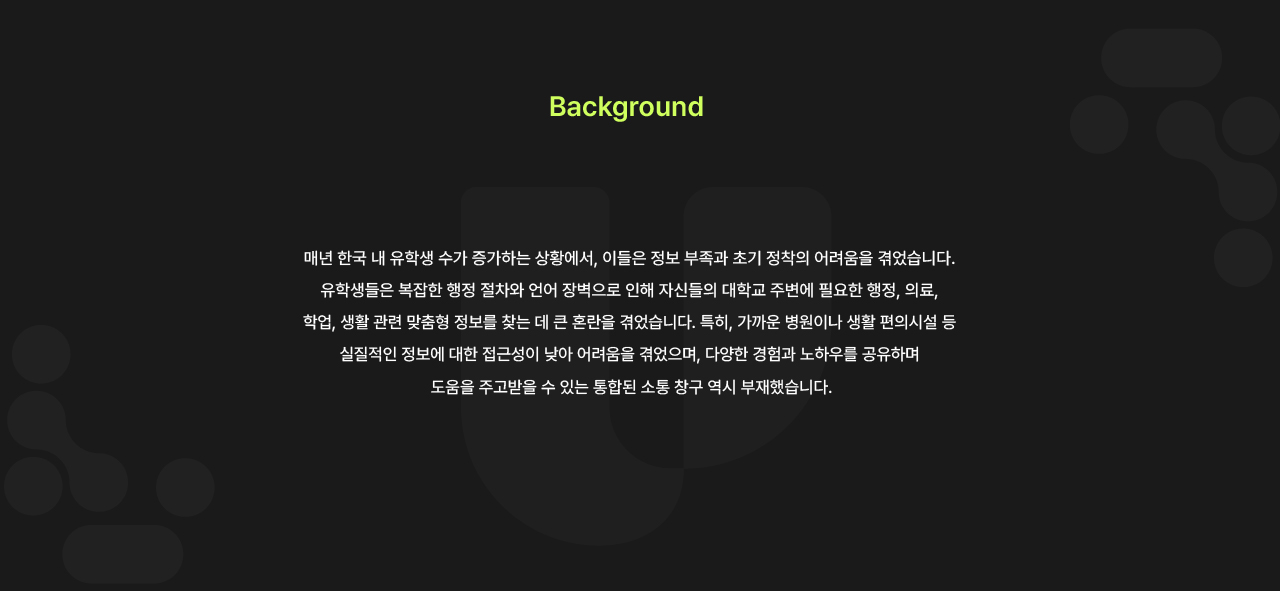 Background
매년 한국 내 유학생 수가 증가하는 상황에서, 이들은 정보 부족과 초기 정착의 어려움을 겪었습니다.
유학생들은 복잡한 행정 절차와 언어 장벽으로 인해 자신들의 대학교 주변에 필요한 행정, 의료,
학업, 생활 관련 맞춤형 정보를 찾는 데 큰 혼란을 겪었습니다. 특히, 가까운 병원이나 생활 편의시설 등
실질적인 정보에 대한 접근성이 낮아 어려움을 겪었으며, 다양한 경험과 노하우를 공유하며
도움을 주고받을 수 있는 통합된 소통 창구 역시 부재했습니다.